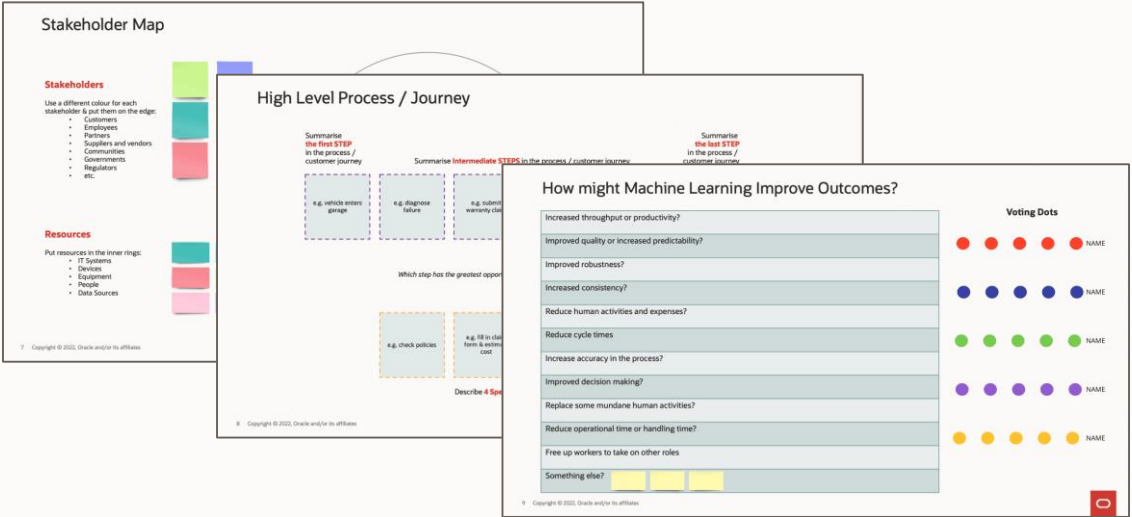 Stakeholder Map
Stakeholders
Use a different colour for each
stakeholder & put them on the edge:
• Customers
• Employees
• Partners
• Suppliers and vendors
• Communities
• Governments
• Regulators
• etc.
Resources
Put resources in the inner rings:
• IT Systems
• Devices
• Equipment
• People
• Data Sources
7 Copyright © 2022, Oracle and/or its affiliates
High Level Process / Journey
Summarise
the first STEP
in the process /
customer journey
Summarise Intermediate STEPS in the process / customer journey
Summarise
the last STEP
in the process /
customer journey
e.g. vehicle enters
garage
e.g. diagnose
failure
e.g. submit
warranty
Which step has the greatest
e.g. check policies
e.g. fill in
form &
cost
Describe 4
8 Copyright © 2022, Oracle and/or its affiliates
How might Machine Learning Improve Outcomes?
Increased throughput or productivity?
Improved quality or increased predictability?
Improved robustness?
Increased consistency?
Reduce human activities and expenses?
Reduce cycle times
Increase accuracy in the process?
Improved decision making?
Replace some mundane human activities?
Reduce operational time or handling time?
Free up workers to take on other roles
Something else?
Voting Dots
NAME
NAME
NAME
NAME
NAME
9 Copyright © 2022, Oracle and/or its affiliates